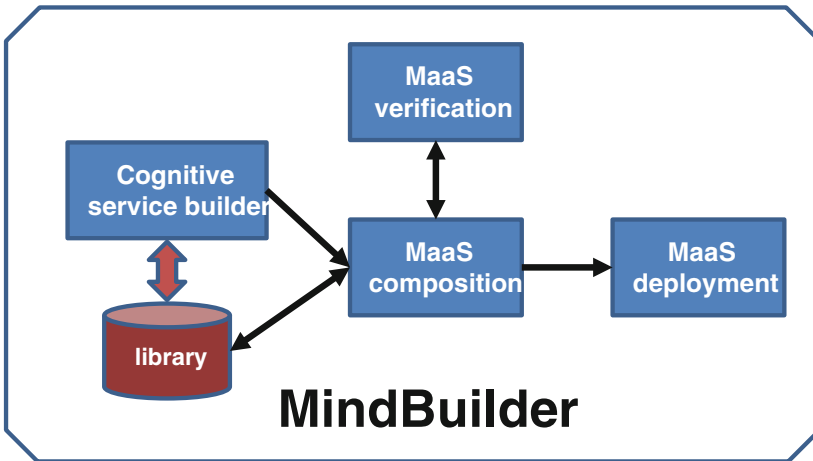 MaaS
verification
Cognitive
service builder
MaaS
composition
MaaS
deployment
library
MindBuilder